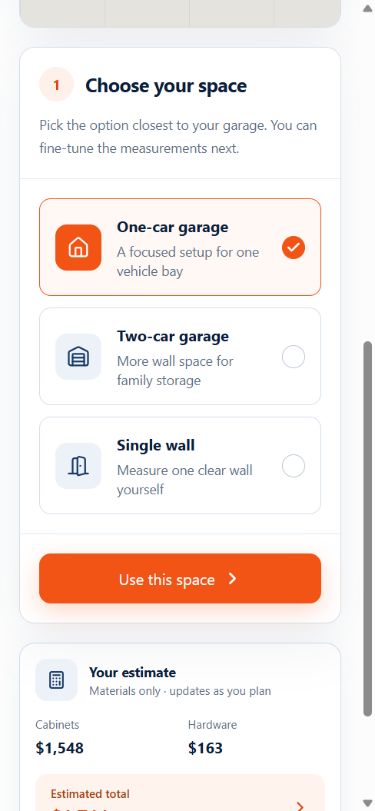 1 Choose your space
Pick the option closest to your garage. You can
fine-tune the measurements next.
One-car garage
A focused setup for one
vehicle bay
Two-car garage
More wall space for
family storage
Single wall
Measure one clear wall
yourself
Use this space
Your estimate
Materials only · updates as you plan
Cabinets Hardware
$1,548 $163
Estimated total